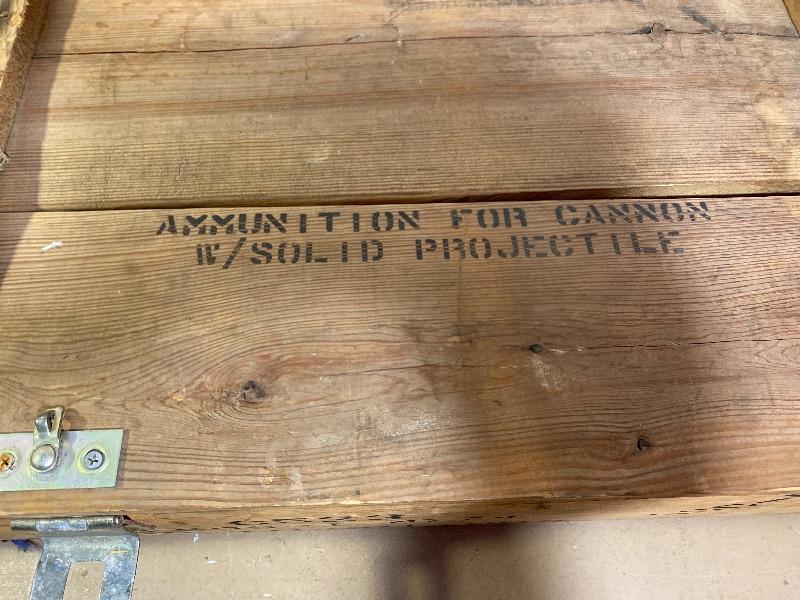 AMMUNITION FOR CANNON
W/SOLID PROJECTILE